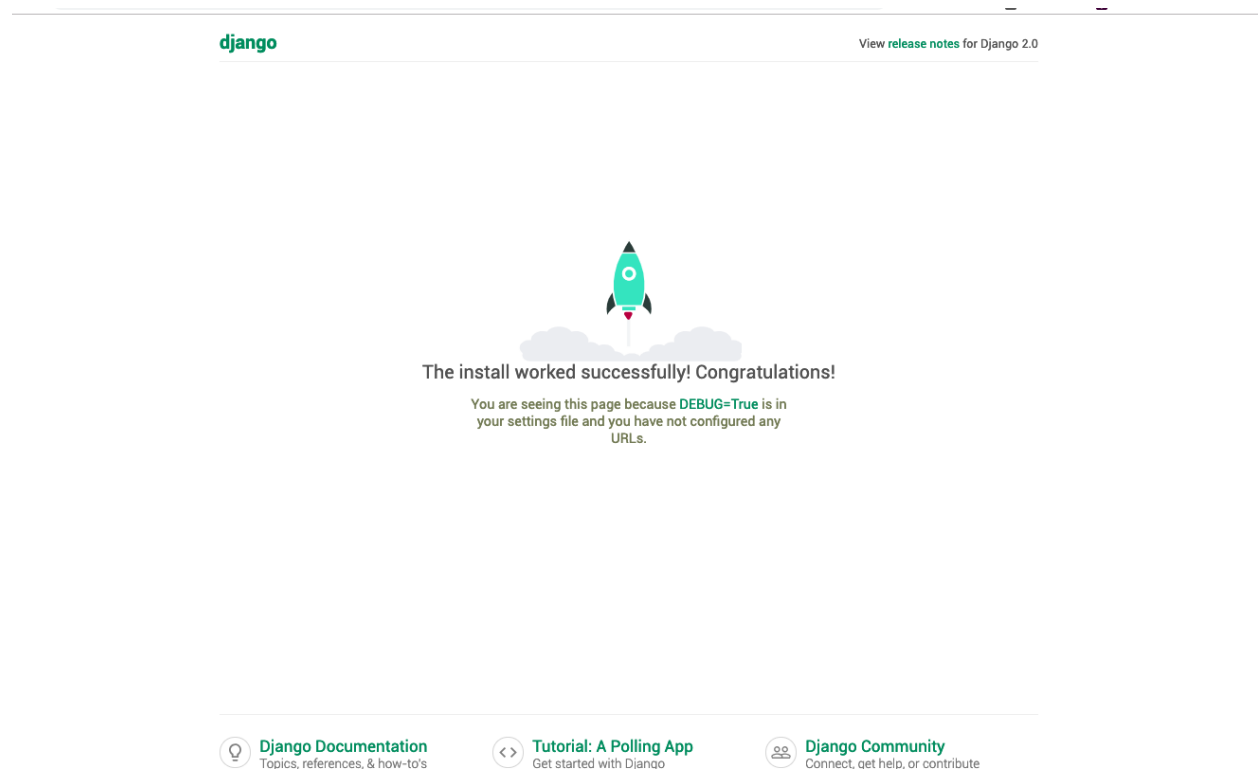 django
View release notes for Django 2.0
The install worked successfully! Congratulations!
You are seeing this page because DEBUG=True is in
your settings file and you have not configured any
URLs.
Django Documentation
Topics, references, & how-to's
Tutorial: A Polling App
Get started with Django
Django Community
Connect, get help, or contribute